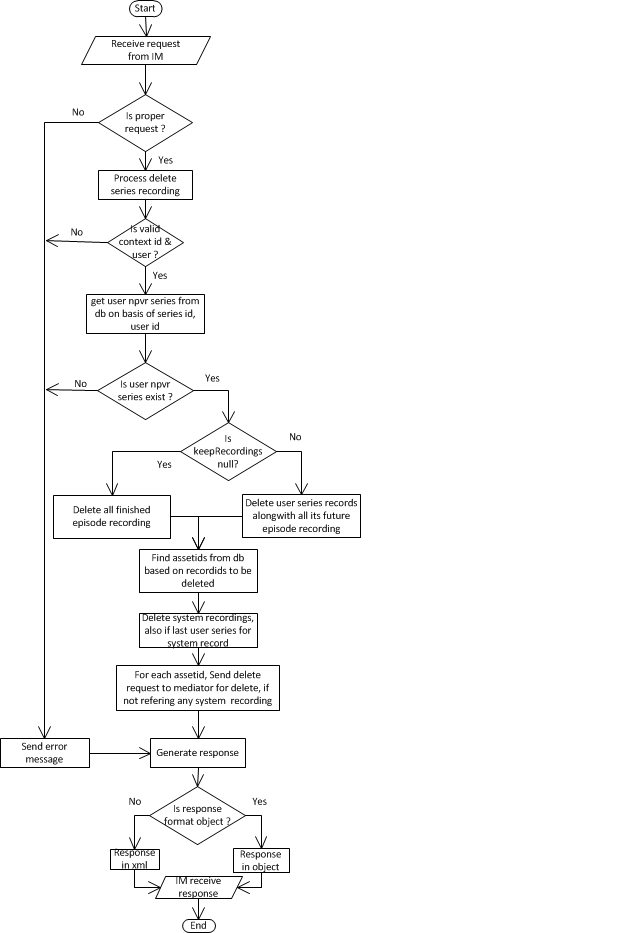 Start
Receive request
from IM
Is proper
request ?
No
Yes
Process delete
series recording
Is valid
context id &
user ?
No
Yes
get user npvr series from
db on basis of series id,
user id
Is user npvr
series exist ?
No
Yes
Is
keepRecordings
null?
Yes
No
Delete all finished
episode recording
Delete user series records
alongwith all its future
episode recording
Find assetids from db
based on recordids to be
deleted
Delete system recordings,
also if last user series for
system record
For each assetid, Send delete
request to mediator for delete, if
not refering any system recording
Send error
message
Generate response
Is response
format object ?
No
Yes
Response
in xml
Response
in object
IM receive
response
End